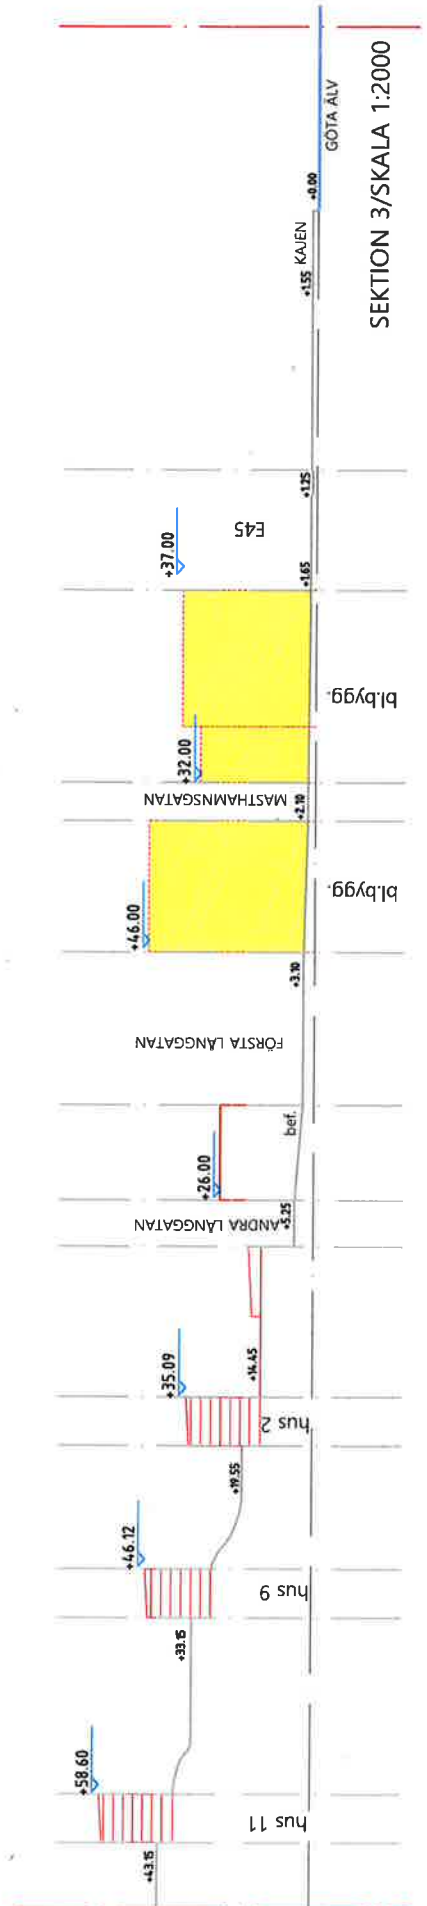 GÖTA ÄLV
+0.00
KAJEN
+1.55
SEKTION 3/SKALA 1:2000
+1.25
E45
+37.00
+1.65
bl.bygg.
+32.00
MASTHAMNSGATAN
+2.10
bl.bygg.
+46.00
+3.10
FÖRSTA LÅNGGATAN
bef.
+26.00
ANDRA LÅNGGATAN
+5.25
+35.09
+14.45
hus 2
+19.55
+46.12
hus 9
+33.15
+58.60
hus 11
+43.15